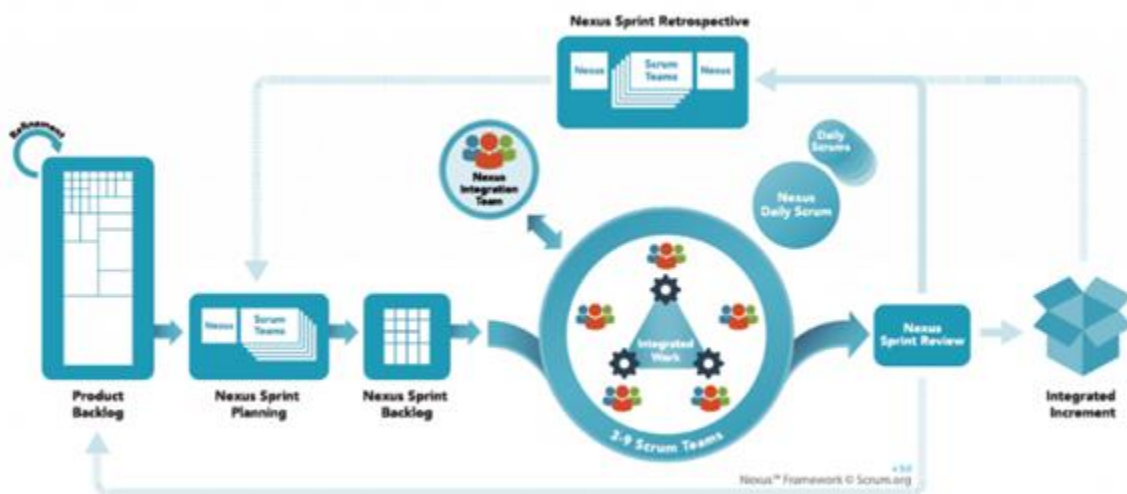 Nexus Sprint Retrospective
Nexus
Scrum
Teams
Nexus
Refinement
Daily
Scrums
Nexus
Integration
Team
Nexus
Daily Scrum
Nexus
Scrum
Teams
Integrated
Work
Nexus
Sprint Review
Product
Backlog
Nexus Sprint
Planning
Nexus Sprint
Backlog
Integrated
Increment
3-9 Scrum Teams
Nexus™ Framework © Scrum.org